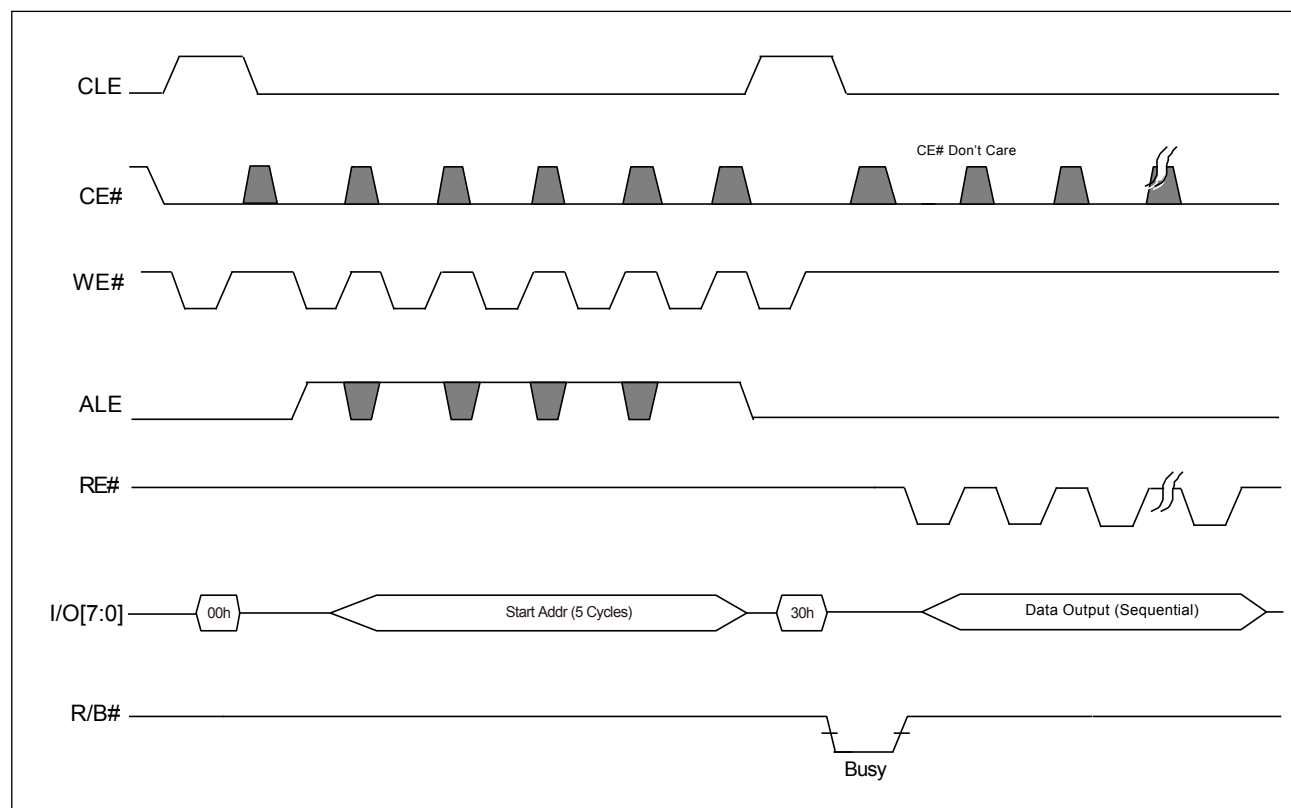 CLE
CE# Don't Care
CE#
WE#
ALE
RE#
I/O[7:0]
00h
Start Addr (5 Cycles)
30h
Data Output (Sequential)
R/B#
Busy